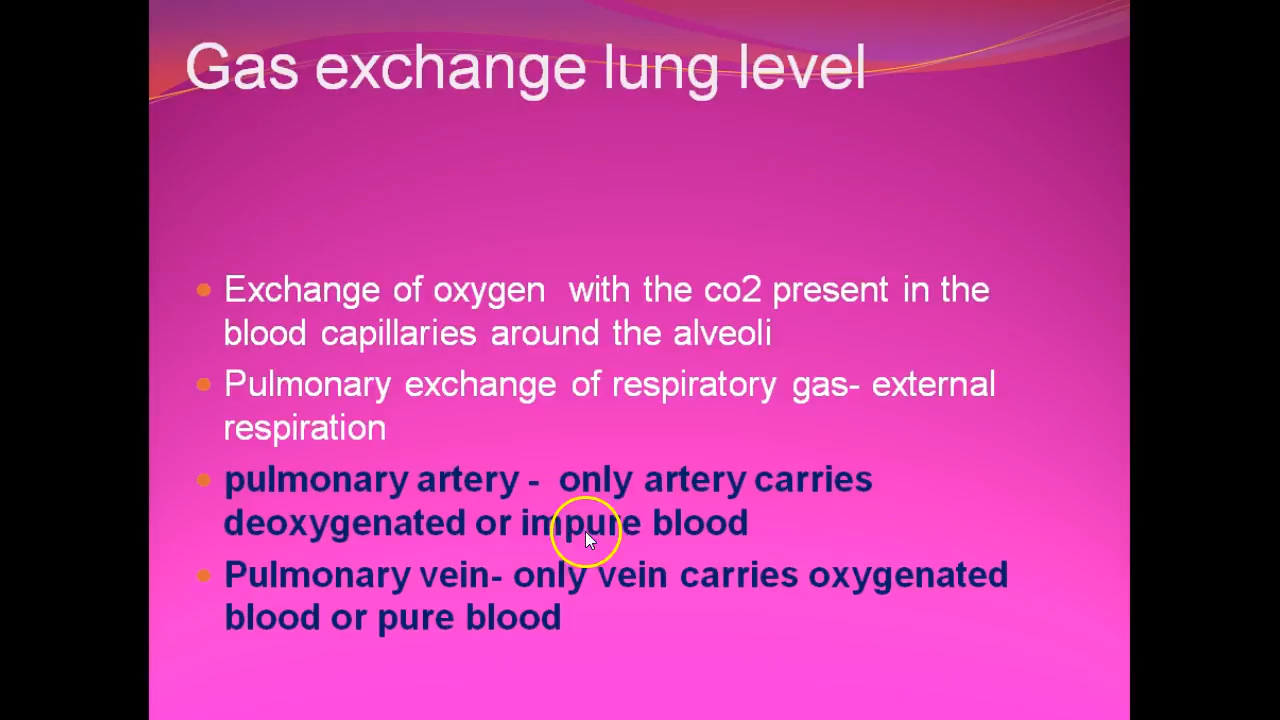 Gas exchange lung level
Exchange of oxygen with the co2 present in the
blood capillaries around the alveoli
Pulmonary exchange of respiratory gas- external
respiration
pulmonary artery - only artery carries
deoxygenated or impure blood
Pulmonary vein- only vein carries oxygenated
blood or pure blood